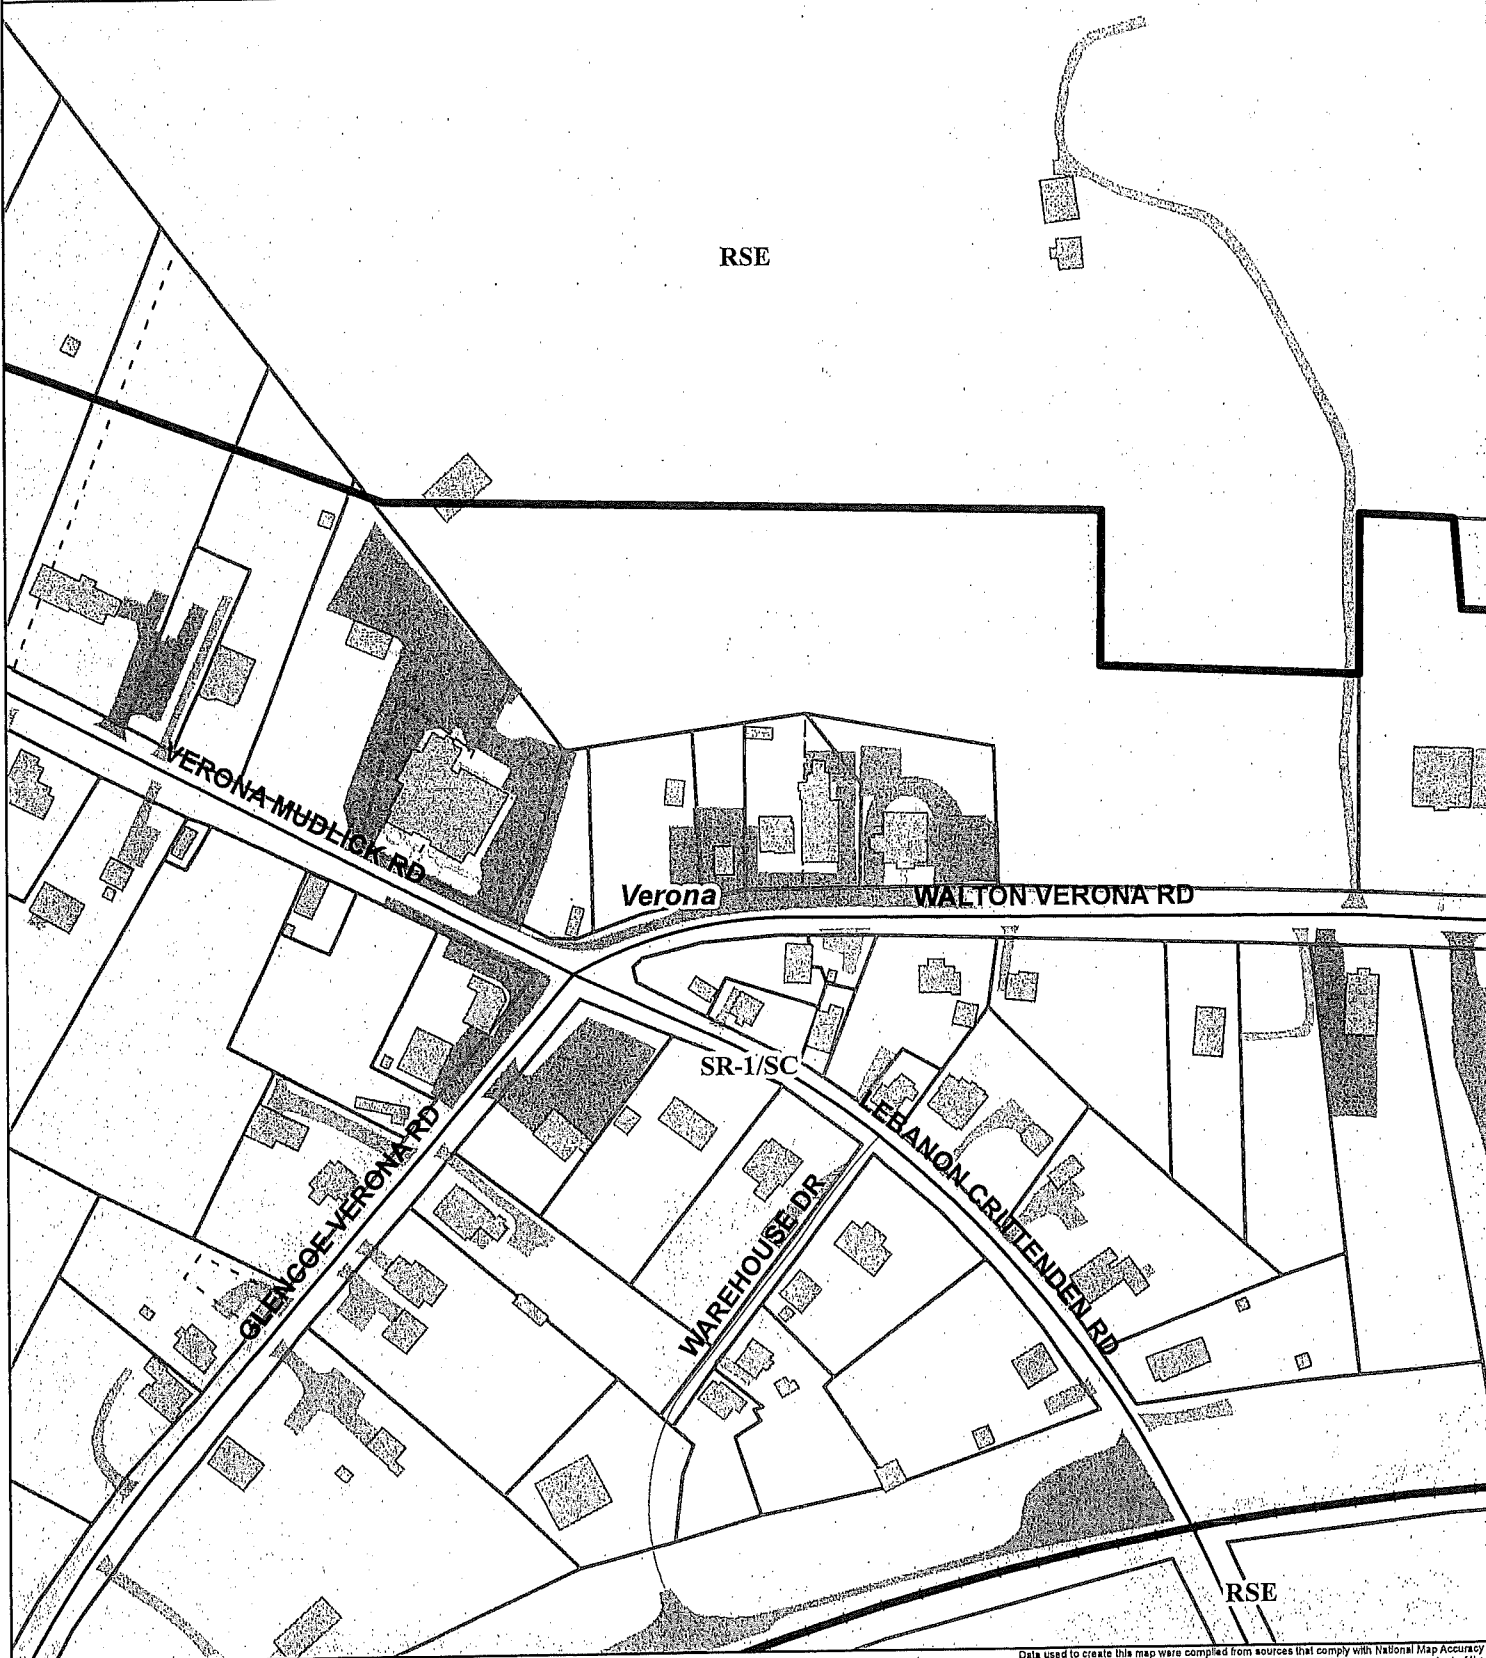 RSE
VERONA MUDLICK RD
Verona
WALTON VERONA RD
SR-1/SC
LEBANON CRITTENDEN RD
GLENCOE-VERONA RD
WAREHOUSE DR
RSE
Data used to create this map were compiled from sources that comply with National Map Accuracy